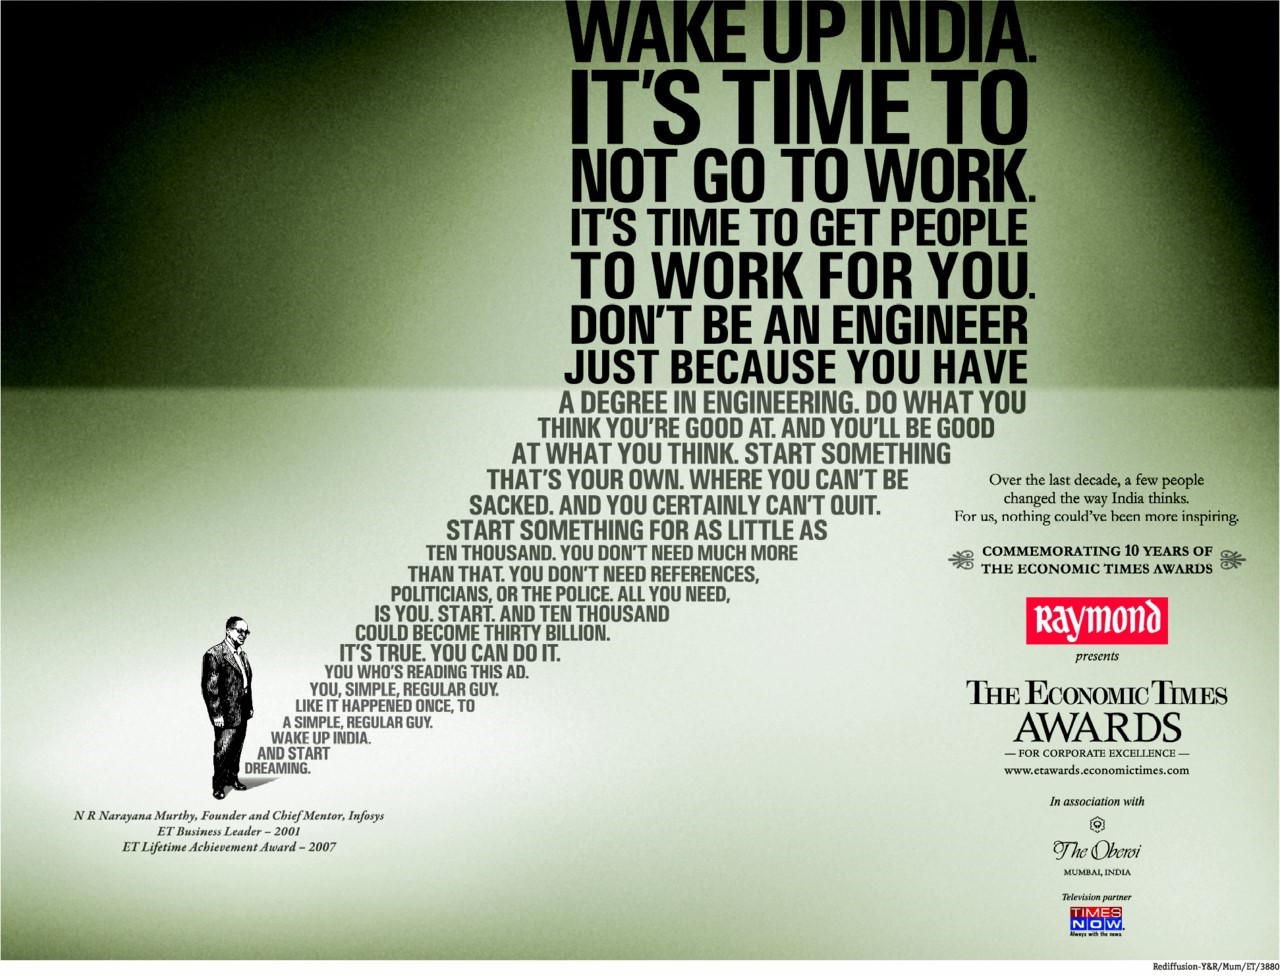 WAKE UP INDIA.
IT'S TIME TO
NOT GO TO WORK.
IT'S TIME TO GET PEOPLE
TO WORK FOR YOU.
DON'T BE AN ENGINEER
JUST BECAUSE YOU HAVE
A DEGREE IN ENGINEERING. DO WHAT YOU
THINK YOU'RE GOOD AT. AND YOU'LL BE GOOD
AT WHAT YOU THINK. START SOMETHING
THAT'S YOUR OWN. WHERE YOU CAN'T BE
SACKED. AND YOU CERTAINLY CAN'T QUIT.
START SOMETHING FOR AS LITTLE AS
TEN THOUSAND. YOU DON'T NEED MUCH MORE
THAN THAT. YOU DON'T NEED REFERENCES,
POLITICIANS, OR THE POLICE. ALL YOU NEED,
IS YOU. START. AND TEN THOUSAND
COULD BECOME THIRTY BILLION.
IT'S TRUE. YOU CAN DO IT.
YOU WHO'S READING THIS AD.
YOU, SIMPLE, REGULAR GUY.
LIKE IT HAPPENED ONCE, TO
A SIMPLE, REGULAR GUY.
WAKE UP INDIA.
AND START
DREAMING.
N R Narayana Murthy, Founder and Chief Mentor, Infosys
ET Business Leader – 2001
ET Lifetime Achievement Award – 2007
Over the last decade, a few people
changed the way India thinks.
For us, nothing could've been more inspiring.
COMMEMORATING 10 YEARS OF
THE ECONOMIC TIMES AWARDS
Raymond
presents
THE ECONOMIC TIMES
AWARDS
— FOR CORPORATE EXCELLENCE —
www.etawards.economictimes.com
In association with
The Oberoi
MUMBAI, INDIA
Television partner
TIMES
NOW.
Always with the news
Rediffusion-Y&R/Mum/ET/3880